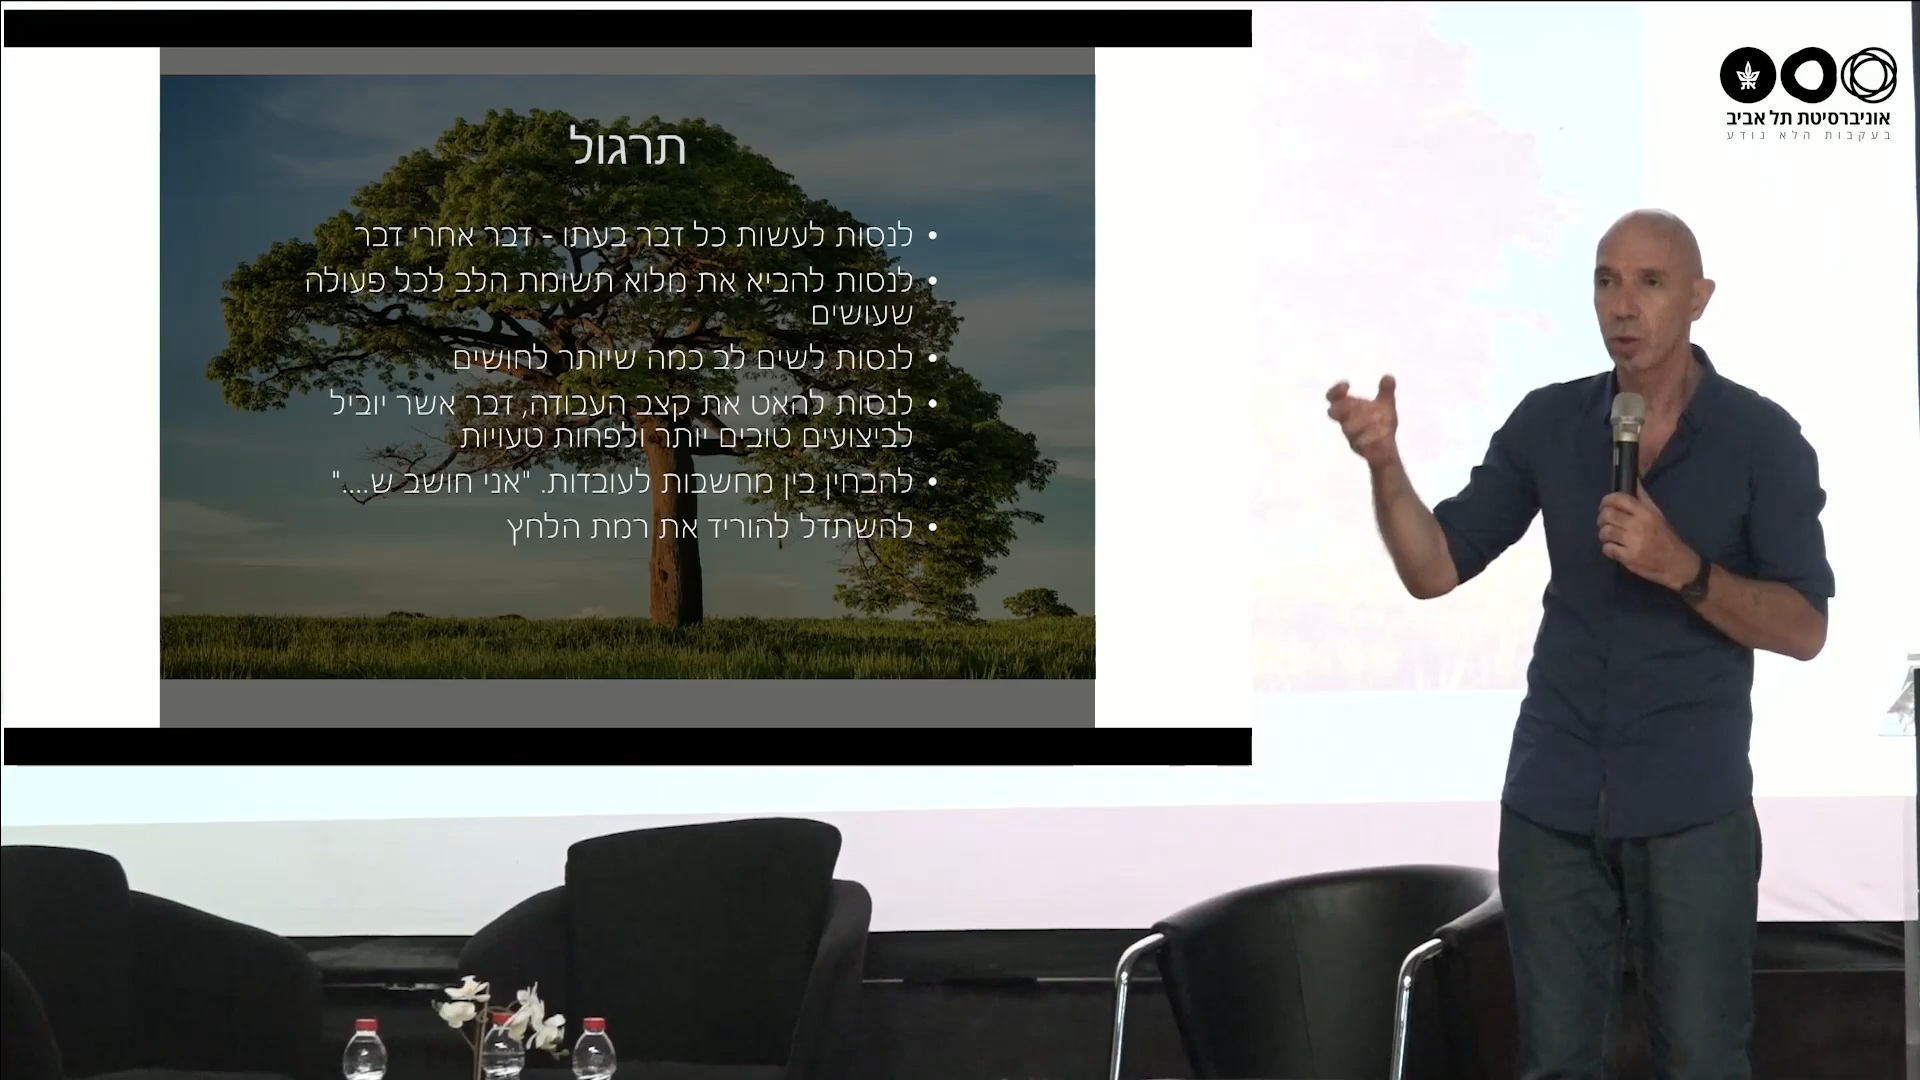 תרגול
• לנסות לעשות כל דבר בעתו - דבר אחרי דבר
• לנסות להביא את מלוא תשומת הלב לכל פעולה
שעושים
• לנסות לשים לב כמה שיותר לחושים
• לנסות להאט את קצב העבודה, דבר אשר יוביל
לביצועים טובים יותר ולפחות טעויות
• להבחין בין מחשבות לעובדות. "אני חושב ש...."
• להשתדל להוריד את רמת הלחץ
אוניברסיטת תל אביב
בעקבות הלא נודע